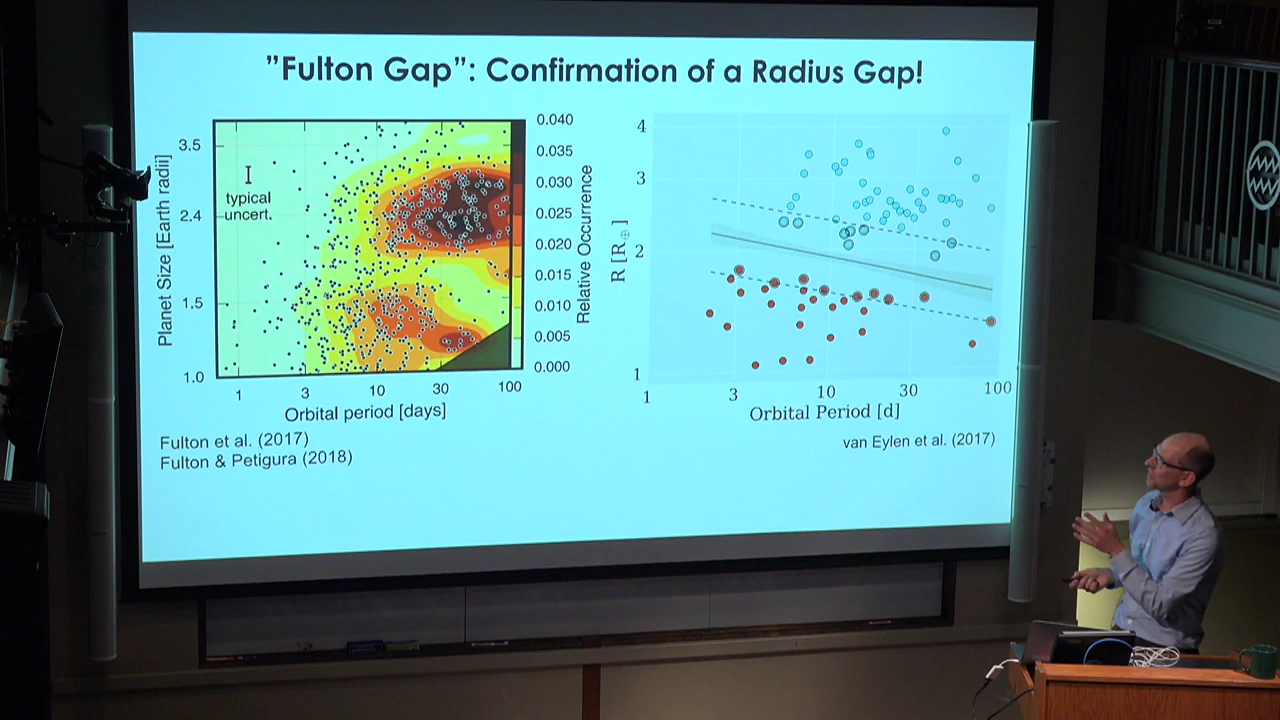 ”Fulton Gap”: Confirmation of a Radius Gap!
3.5
2.4
1.5
1.0
Planet Size [Earth radii]
typical
uncert.
1
3
10
30
100
Orbital period [days]
0.040
0.035
0.030
0.025
0.020
0.015
0.010
0.005
0.000
Relative Occurrence
Fulton et al. (2017)
Fulton & Petigura (2018)
4
3
2
1
R [R⊕]
1
3
10
30
100
Orbital Period [d]
van Eylen et al. (2017)